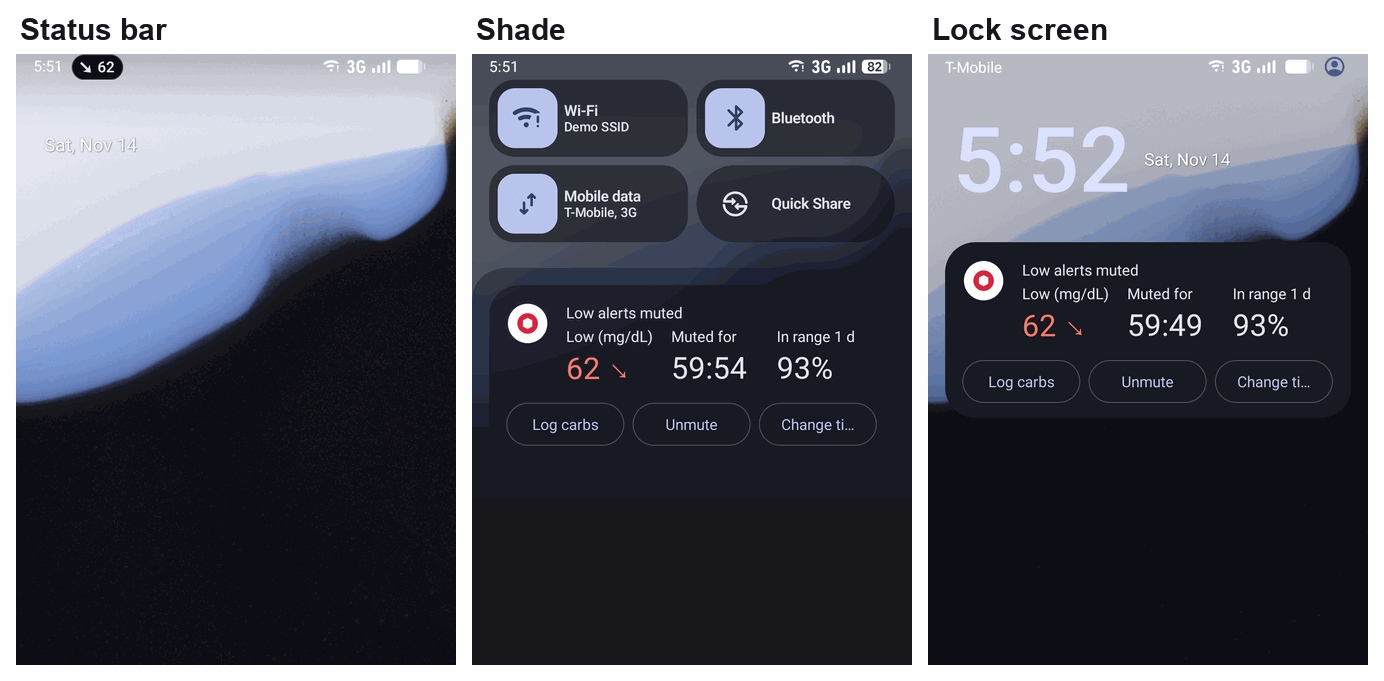 Status bar
5:51 ↘ 62 3G
Sat, Nov 14
Shade
5:51 3G 82
Wi-Fi
Demo SSID
Bluetooth
Mobile data
T-Mobile, 3G
Quick Share
Low alerts muted
Low (mg/dL) Muted for In range 1 d
62 ↘ 59:54 93%
Log carbs Unmute Change ti...
Lock screen
T-Mobile 3G
5:52 Sat, Nov 14
Low alerts muted
Low (mg/dL) Muted for In range 1 d
62 ↘ 59:49 93%
Log carbs Unmute Change ti...